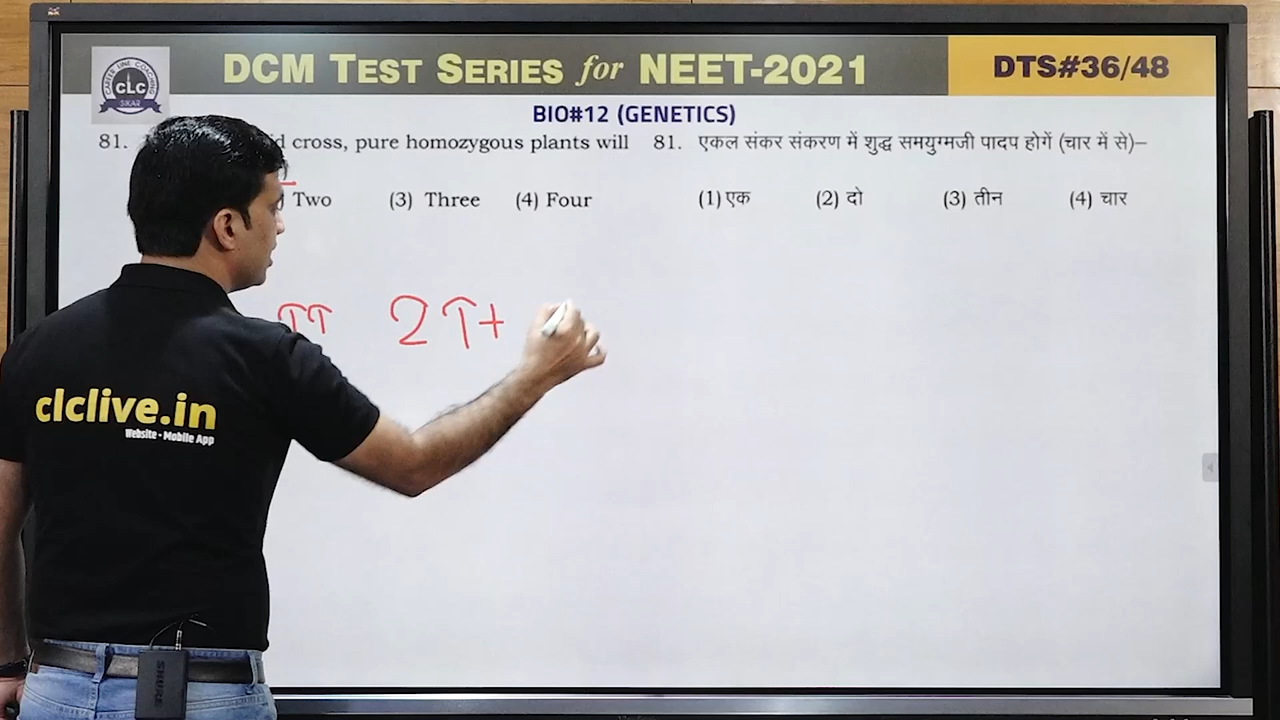 DCM TEST SERIES for NEET-2021
DTS#36/48
CLC
SIKAR
BIO#12 (GENETICS)
81. cross, pure homozygous plants will
Two (3) Three (4) Four
81. एकल संकर संकरण में शुद्ध समयुग्मजी पादप होगें (चार में से)–
(1) एक (2) दो (3) तीन (4) चार
TT 2T+
clclive.in
Website • Mobile App
SHURE